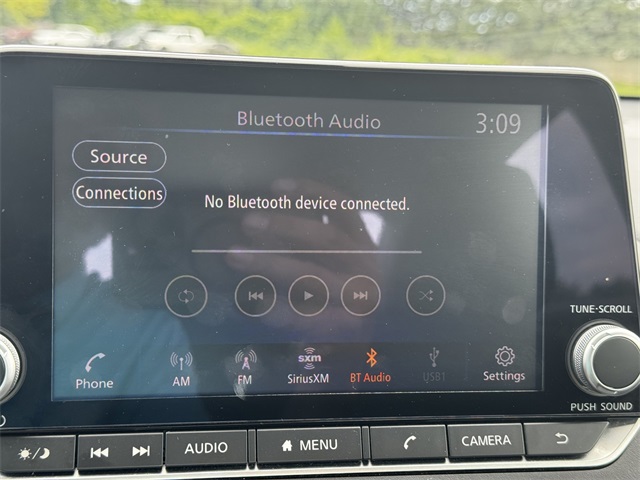 Bluetooth Audio 3:09
Source
Connections
No Bluetooth device connected.
TUNE·SCROLL
Phone AM FM SiriusXM BT Audio USB1 Settings
sxm
PUSH SOUND
AUDIO MENU CAMERA